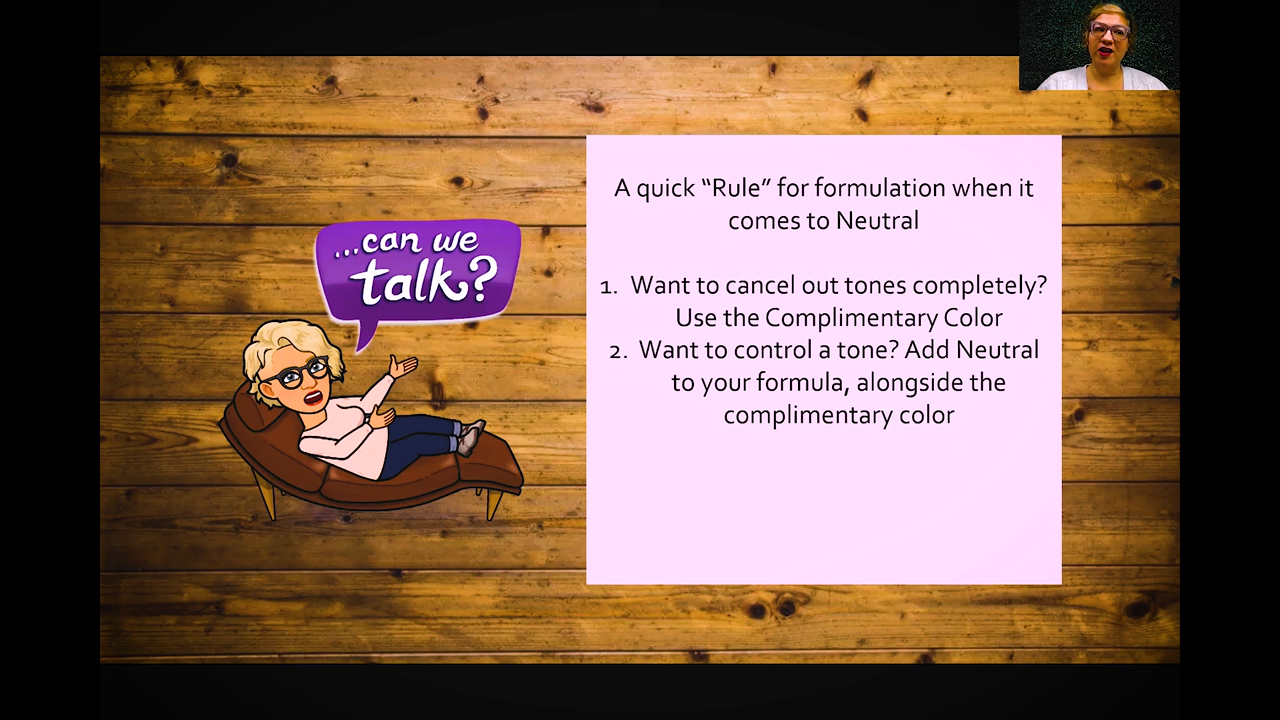 ...can we
talk?
A quick “Rule” for formulation when it
comes to Neutral
1. Want to cancel out tones completely?
Use the Complimentary Color
2. Want to control a tone? Add Neutral
to your formula, alongside the
complimentary color